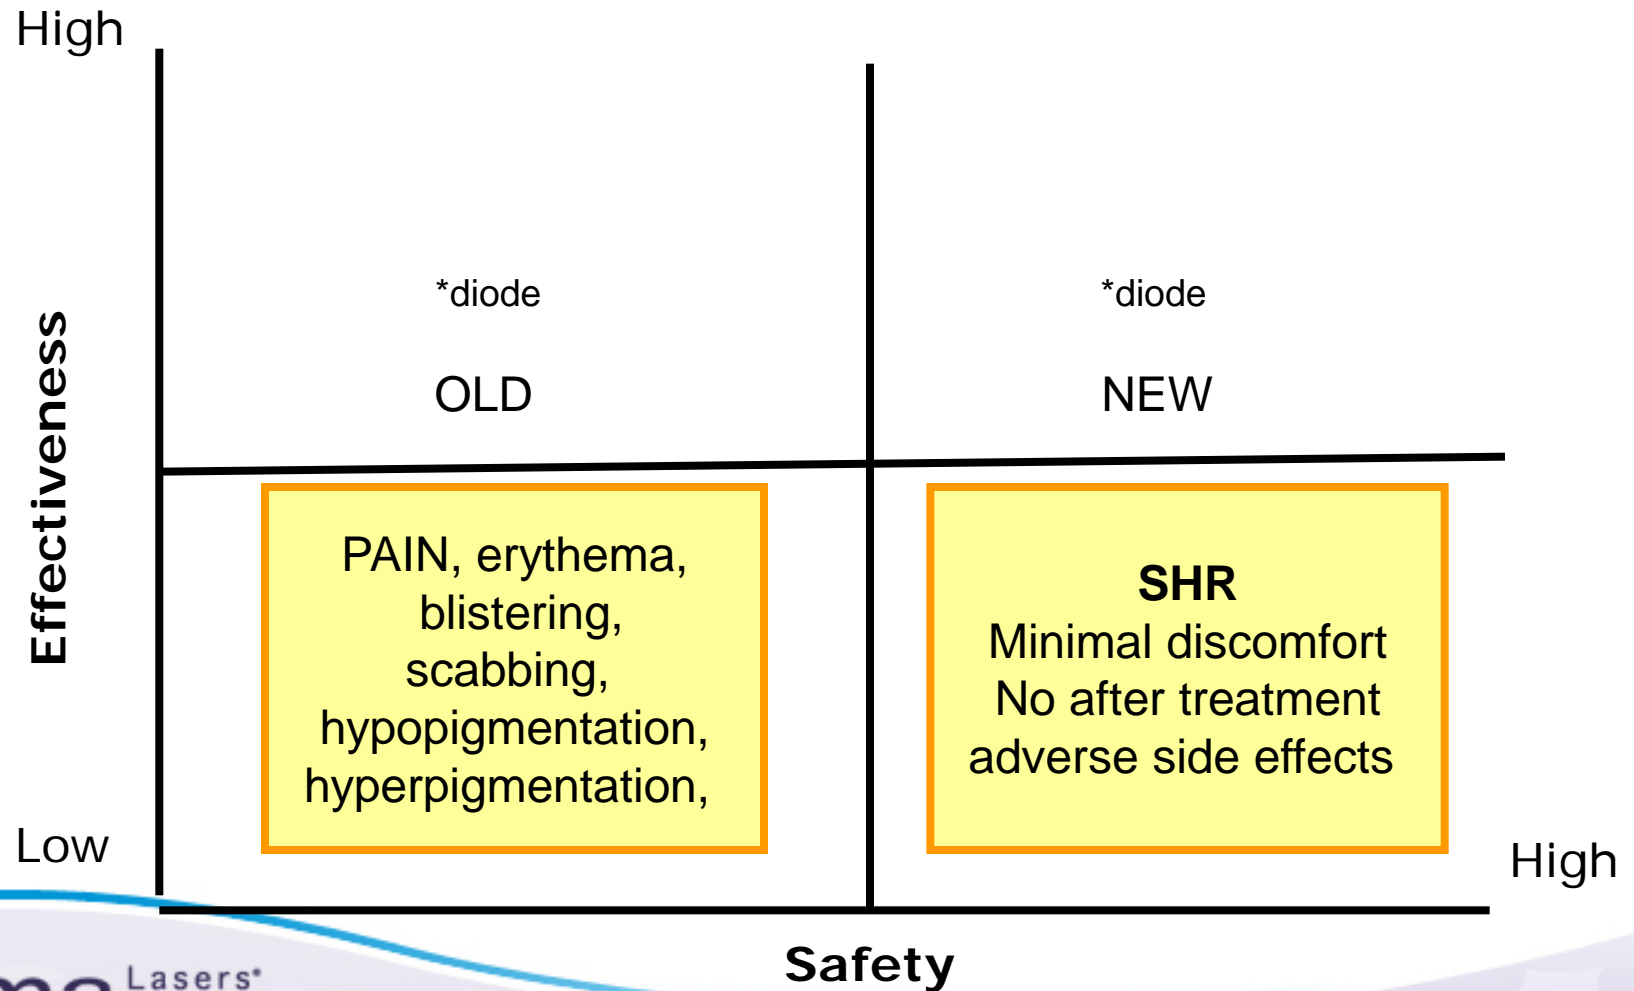 High
*diode
*diode
OLD
NEW
Effectiveness
PAIN, erythema,
blistering,
scabbing,
hypopigmentation,
hyperpigmentation,
SHR
Minimal discomfort
No after treatment
adverse side effects
Low
High
Safety
Lasers